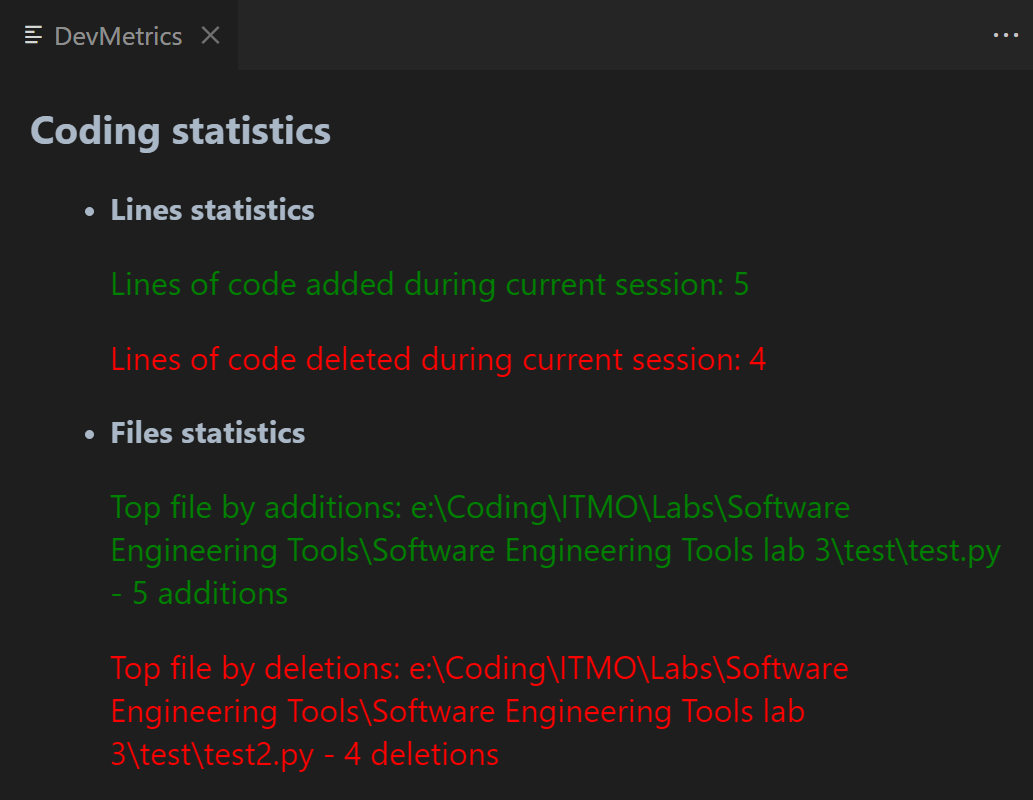 DevMetrics
Coding statistics
• Lines statistics
Lines of code added during current session: 5
Lines of code deleted during current session: 4
• Files statistics
Top file by additions: e:\Coding\ITMO\Labs\Software
Engineering Tools\Software Engineering Tools lab 3\test\test.py
- 5 additions
Top file by deletions: e:\Coding\ITMO\Labs\Software
Engineering Tools\Software Engineering Tools lab
3\test\test2.py - 4 deletions